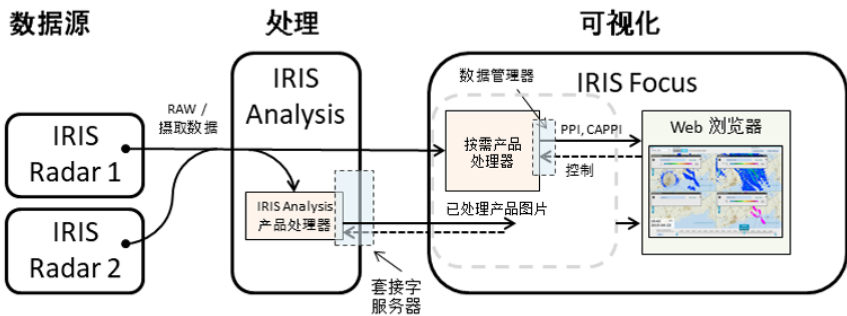 数据源
处理
可视化
IRIS
Radar 1
IRIS
Radar 2
RAW /
摄取数据
IRIS
Analysis
IRIS Analysis
产品处理器
套接字
服务器
IRIS Focus
数据管理器
按需产品
处理器
PPI, CAPPI
控制
已处理产品图片
Web 浏览器